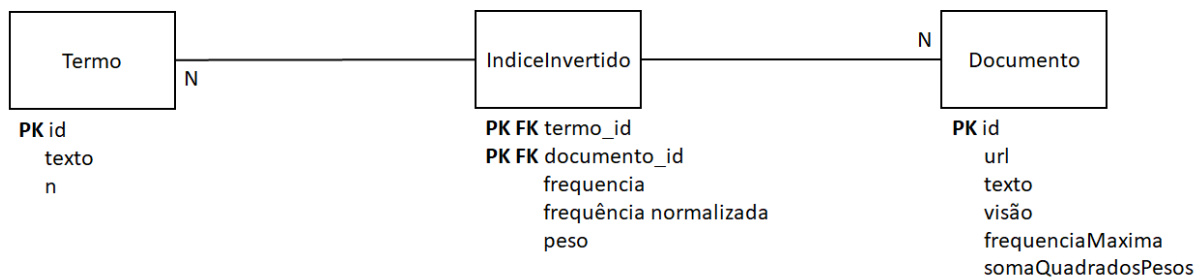 Termo
N
IndiceInvertido
N
Documento
PK id
texto
n
PK FK termo_id
PK FK documento_id
frequencia
frequência normalizada
peso
PK id
url
texto
visão
frequenciaMaxima
somaQuadradosPesos